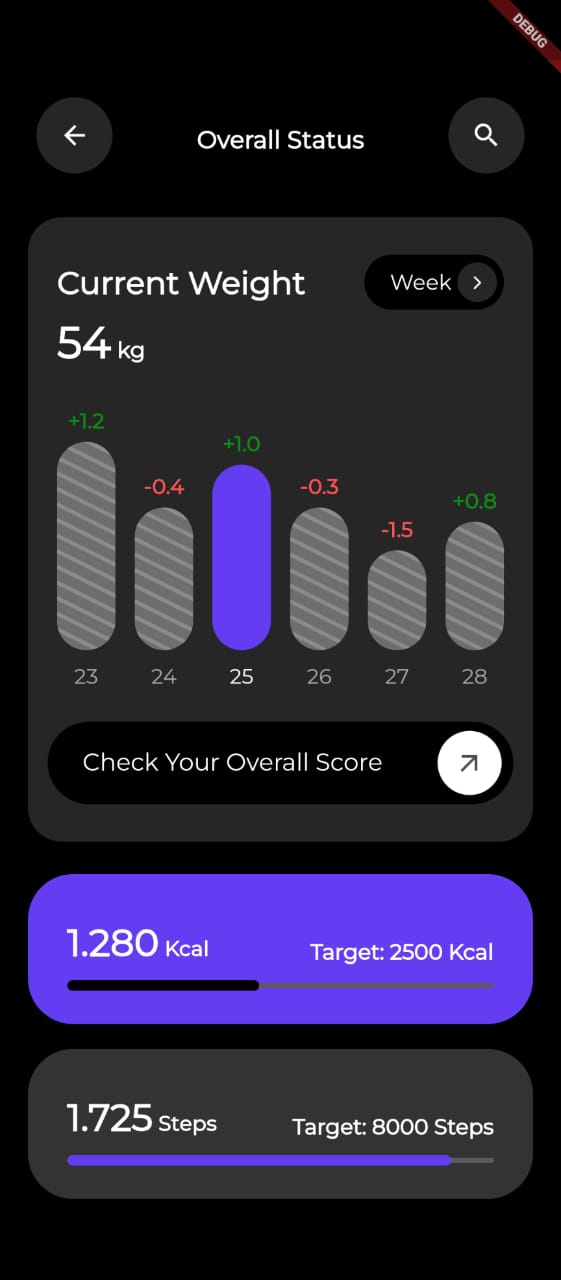 DEBUG
Overall Status
Current Weight
Week
54 kg
+1.2
-0.4
+1.0
-0.3
-1.5
+0.8
23 24 25 26 27 28
Check Your Overall Score
1.280 Kcal Target: 2500 Kcal
1.725 Steps Target: 8000 Steps